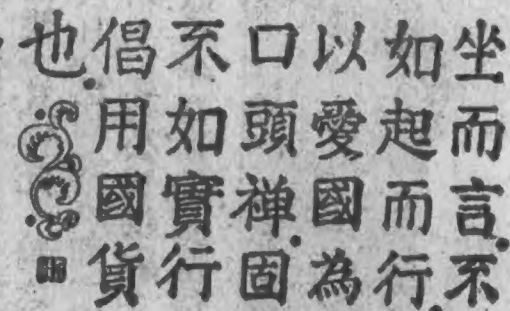 坐而言.不
如起而行.
以愛國為
口頭禪.固
不如實行
倡用國貨
也.